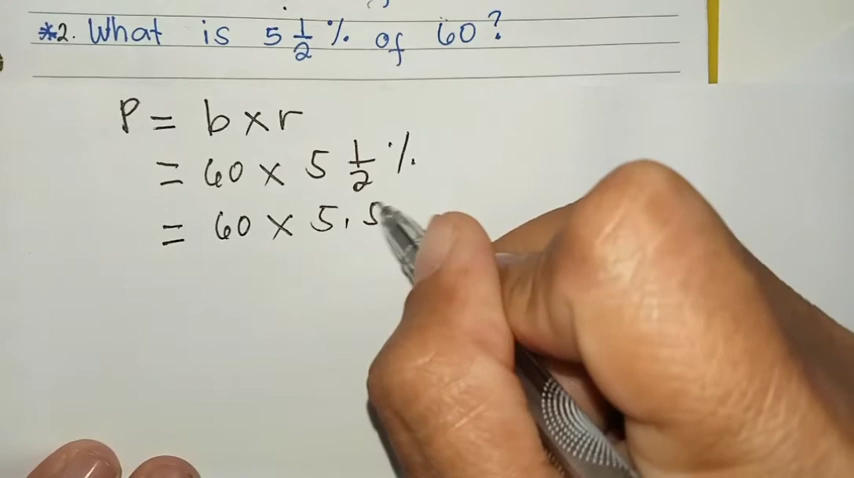 *2. What is 5 1/2 % of 60?
P = b × r
= 60 × 5 1/2 %
= 60 × 5.5